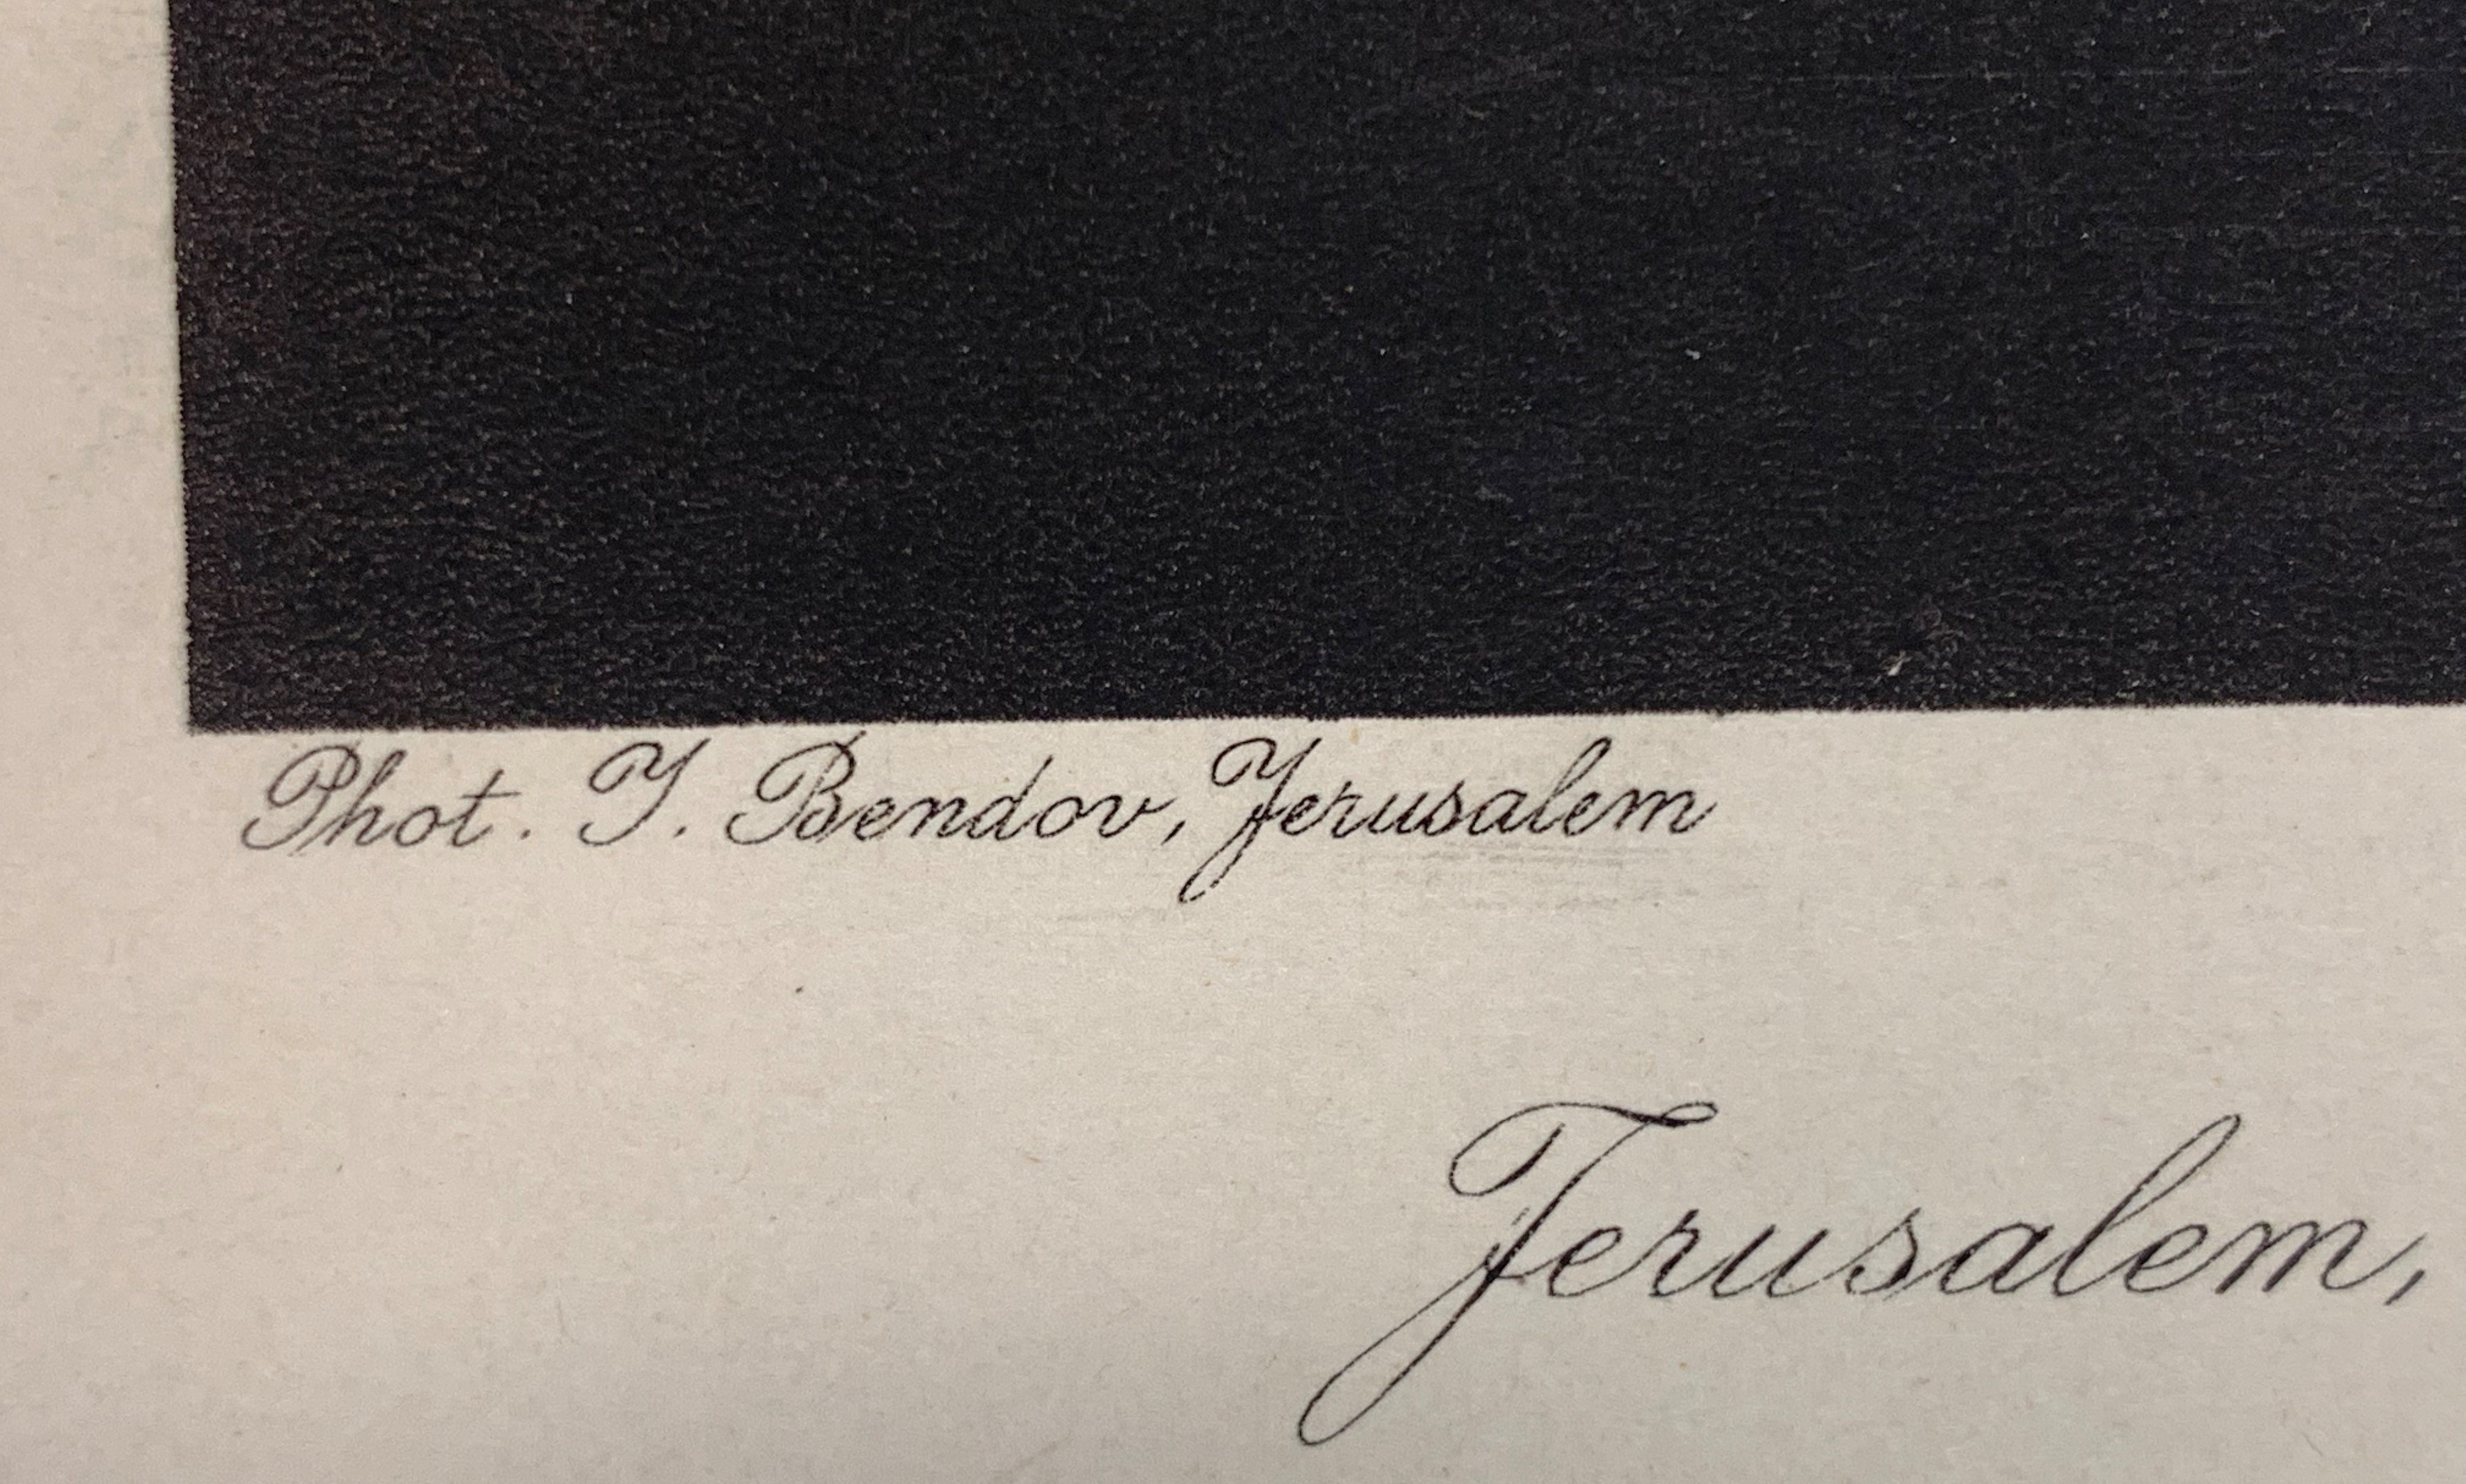 Phot. I. Bendov, Jerusalem
Jerusalem,